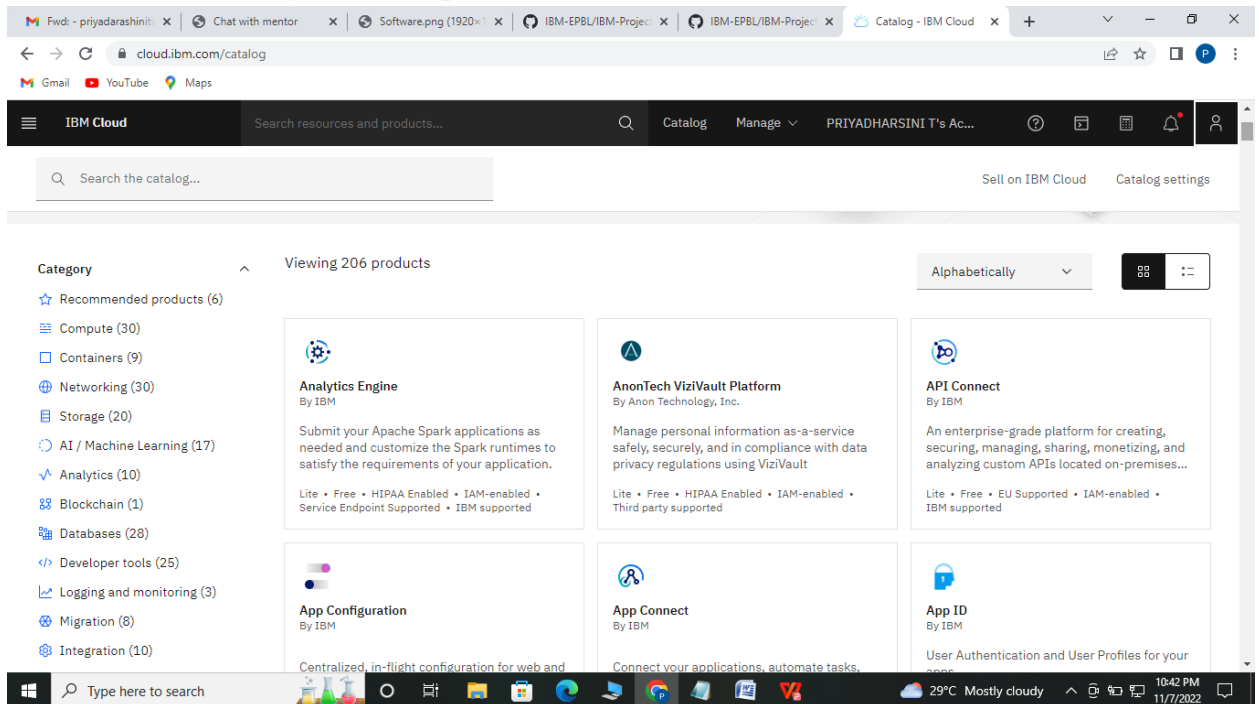 Fwd: - priyadarashiniti
Chat with mentor
Software.png (1920×1
IBM-EPBL/IBM-Project
IBM-EPBL/IBM-Project
Catalog - IBM Cloud
cloud.ibm.com/catalog
P
Gmail
YouTube
Maps
IBM Cloud
Search resources and products...
Catalog
Manage
PRIYADHARSINI T's Ac...
Search the catalog...
Sell on IBM Cloud
Catalog settings
Category
Recommended products (6)
Compute (30)
Containers (9)
Networking (30)
Storage (20)
AI / Machine Learning (17)
Analytics (10)
Blockchain (1)
Databases (28)
Developer tools (25)
Logging and monitoring (3)
Migration (8)
Integration (10)
Viewing 206 products
Alphabetically
Analytics Engine
By IBM
Submit your Apache Spark applications as
needed and customize the Spark runtimes to
satisfy the requirements of your application.
Lite • Free • HIPAA Enabled • IAM-enabled •
Service Endpoint Supported • IBM supported
AnonTech ViziVault Platform
By Anon Technology, Inc.
Manage personal information as-a-service
safely, securely, and in compliance with data
privacy regulations using ViziVault
Lite • Free • HIPAA Enabled • IAM-enabled •
Third party supported
API Connect
By IBM
An enterprise-grade platform for creating,
securing, managing, sharing, monetizing, and
analyzing custom APIs located on-premises...
Lite • Free • EU Supported • IAM-enabled •
IBM supported
App Configuration
By IBM
Centralized, in-flight configuration for web and
App Connect
By IBM
Connect your applications, automate tasks,
App ID
By IBM
User Authentication and User Profiles for your
apps
Type here to search
29°C Mostly cloudy
10:42 PM
11/7/2022